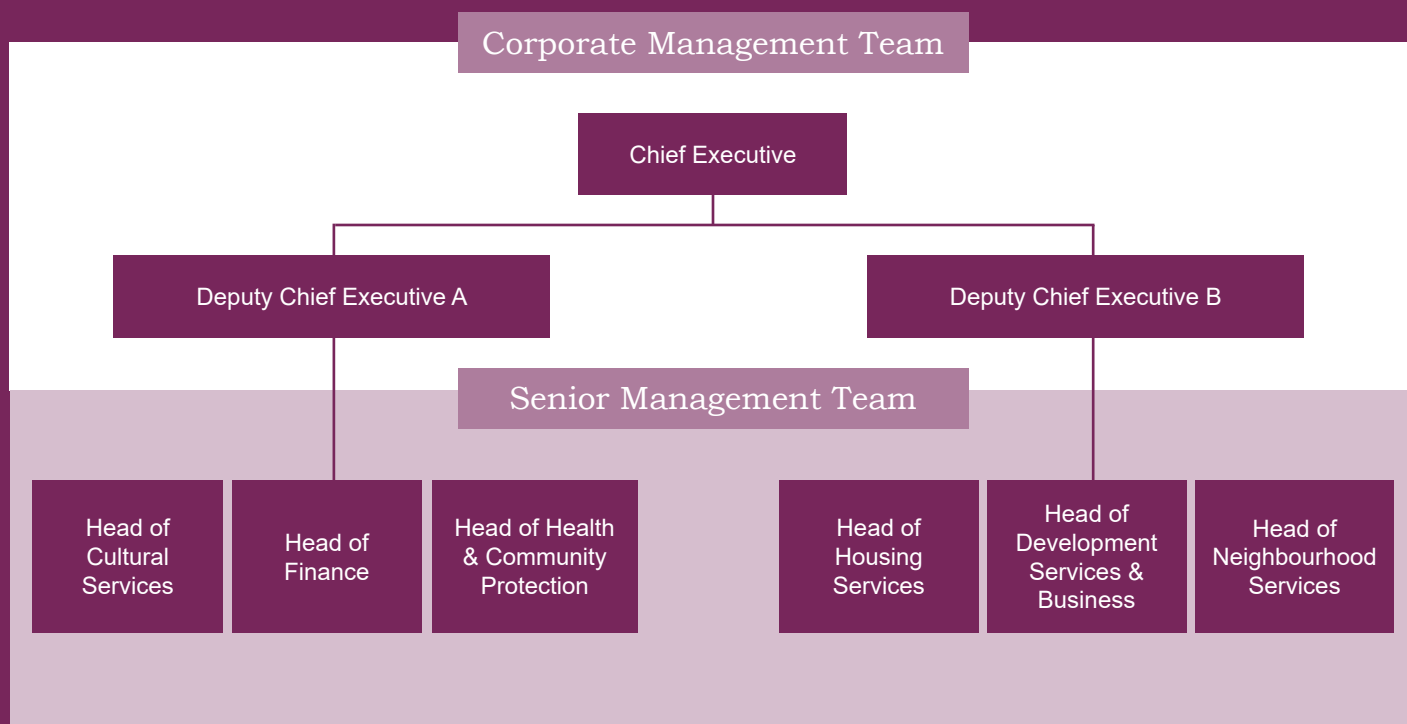 Corporate Management Team
Chief Executive
Deputy Chief Executive A
Deputy Chief Executive B
Senior Management Team
Head of
Cultural
Services
Head of
Finance
Head of Health
& Community
Protection
Head of
Housing
Services
Head of
Development
Services &
Business
Head of
Neighbourhood
Services